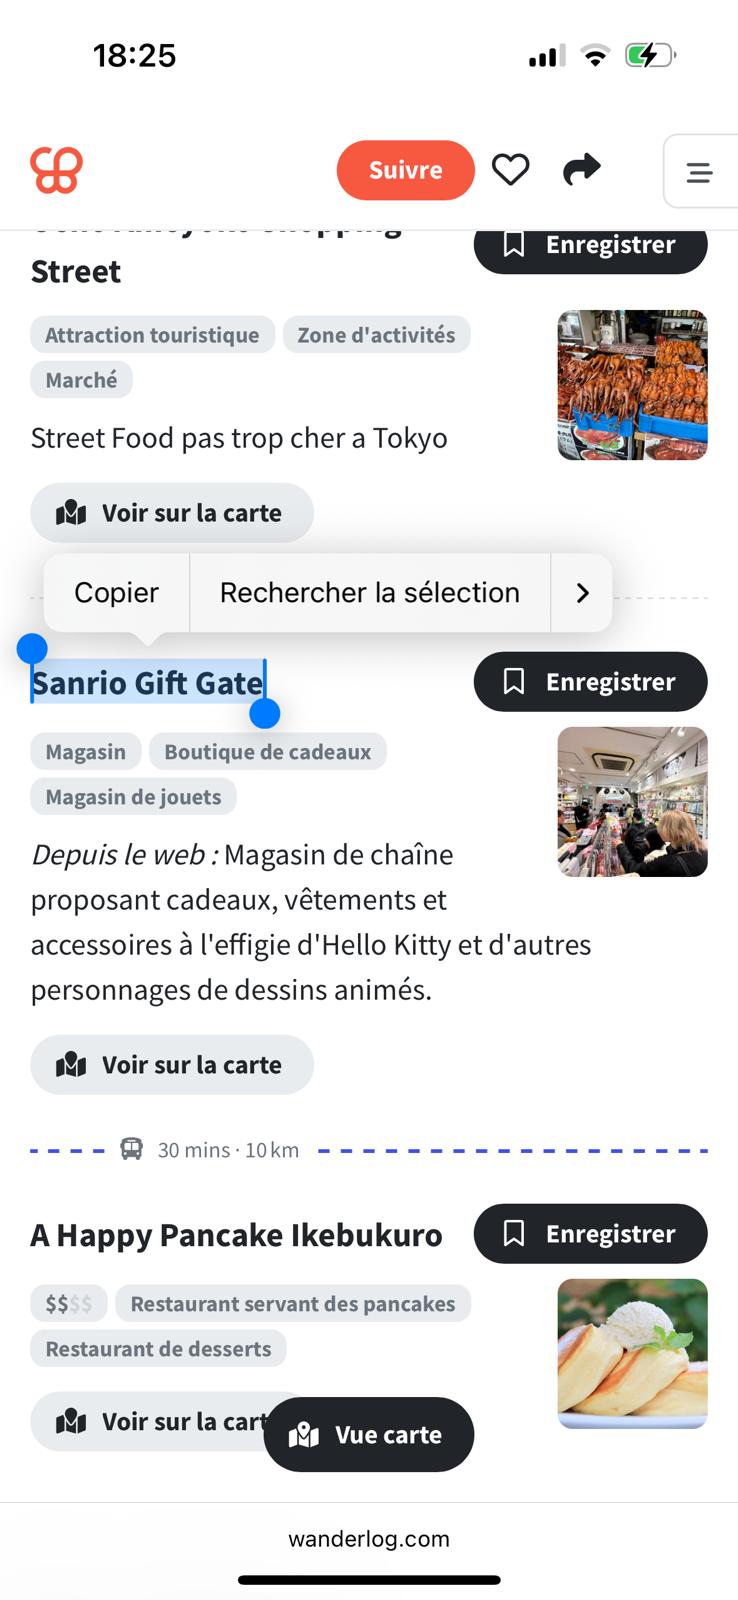 18:25
Suivre
Shopping
Street
Enregistrer
Attraction touristique
Zone d'activités
Marché
Street Food pas trop cher a Tokyo
Voir sur la carte
Copier
Rechercher la sélection
Sanrio Gift Gate
Enregistrer
Magasin
Boutique de cadeaux
Magasin de jouets
Depuis le web : Magasin de chaîne
proposant cadeaux, vêtements et
accessoires à l'effigie d'Hello Kitty et d'autres
personnages de dessins animés.
Voir sur la carte
30 mins · 10 km
A Happy Pancake Ikebukuro
Enregistrer
$$$$
Restaurant servant des pancakes
Restaurant de desserts
Voir sur la cart
Vue carte
wanderlog.com